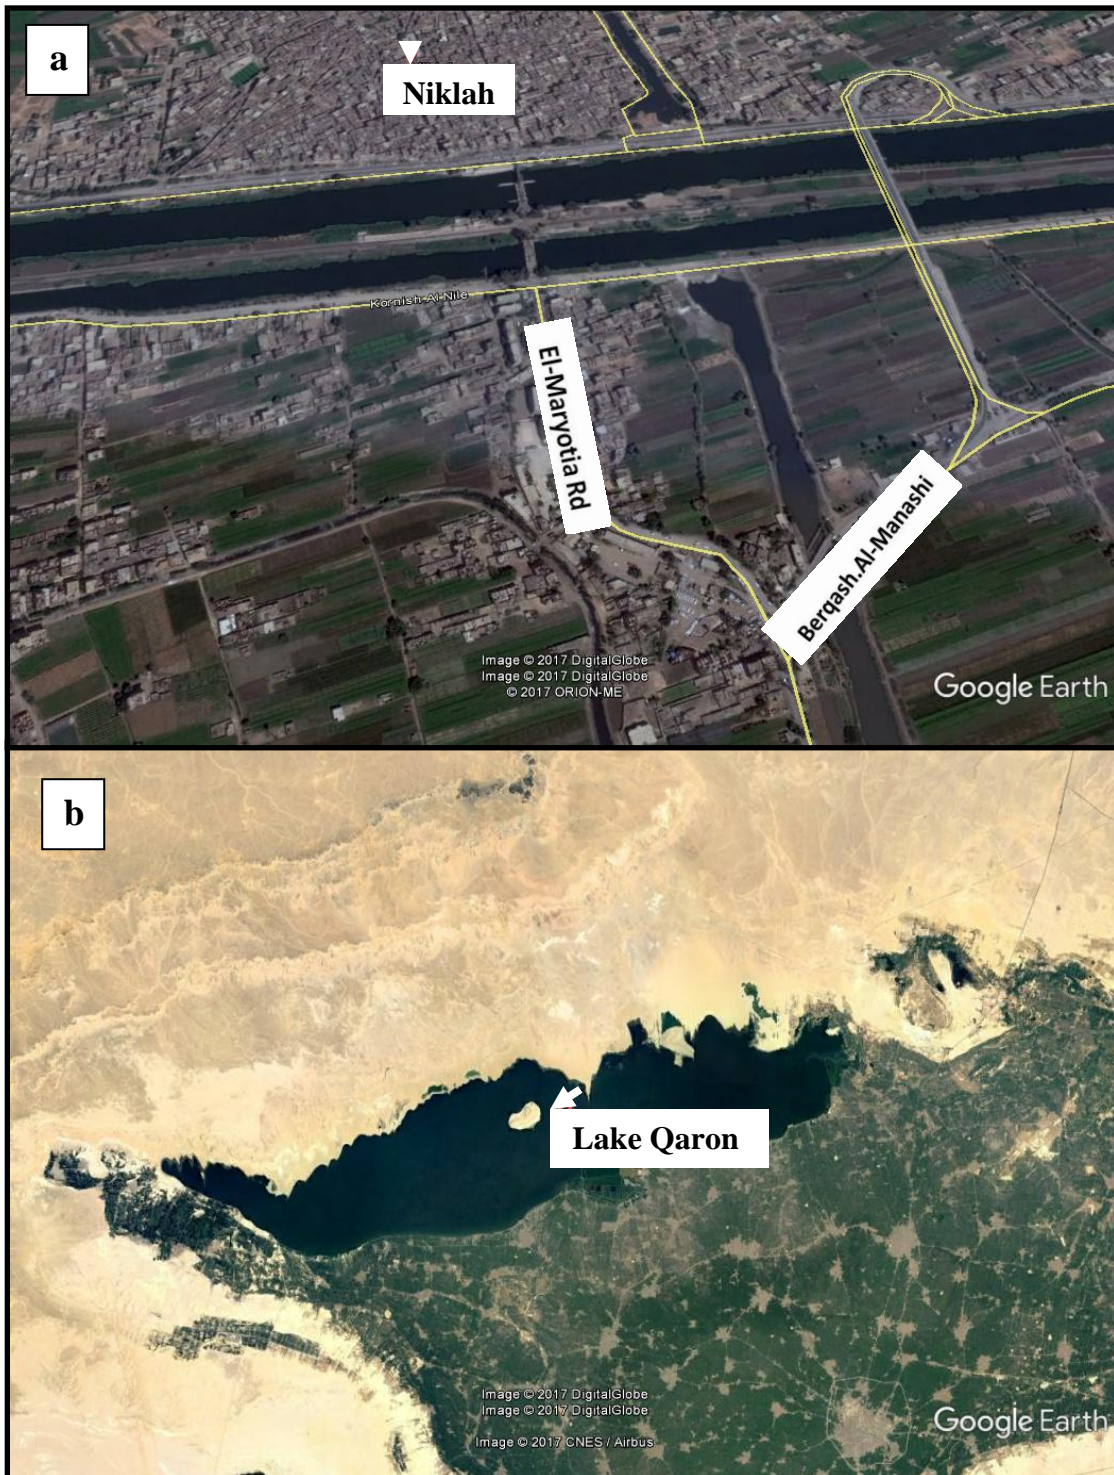 a
Niklah
Kornish Al Nile
El-Maryotia Rd
Berqash.Al-Manashi
Image © 2017 DigitalGlobe
Image © 2017 DigitalGlobe
© 2017 ORION-ME
Google Earth
b
Lake Qaron
Image © 2017 DigitalGlobe
Image © 2017 DigitalGlobe
Image © 2017 CNES / Airbus
Google Earth